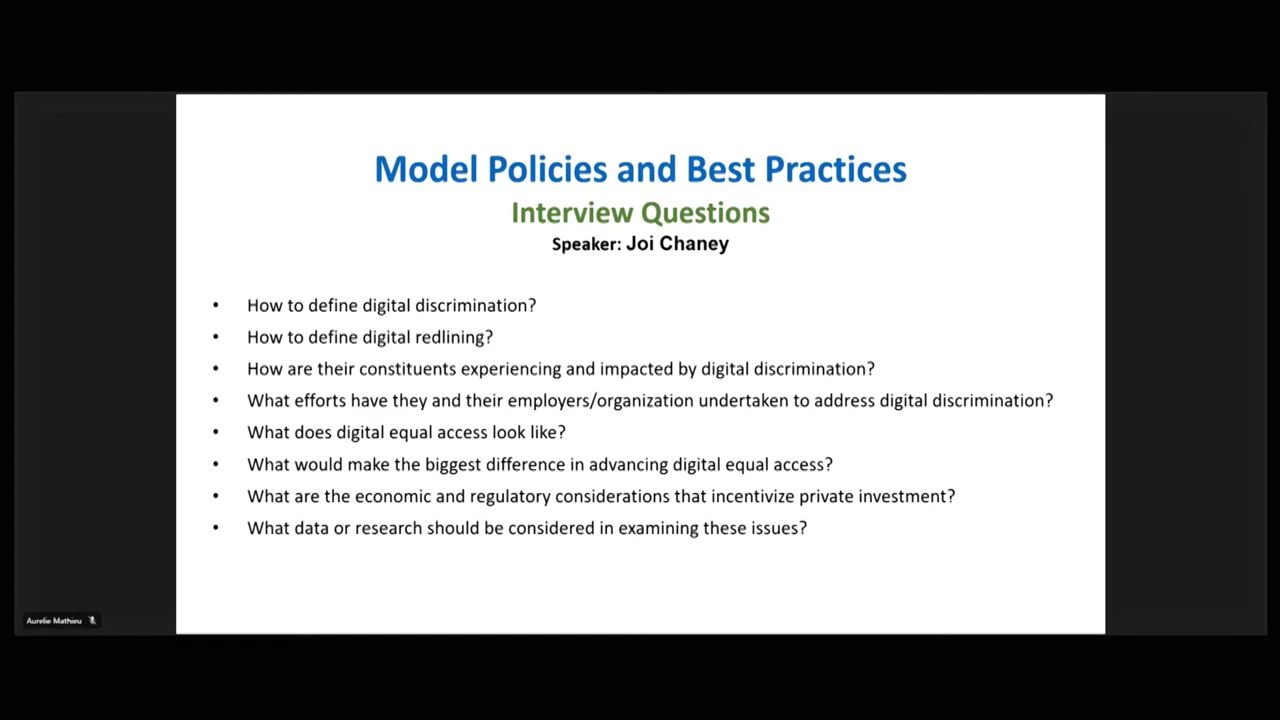 Model Policies and Best Practices
Interview Questions
Speaker: Joi Chaney
• How to define digital discrimination?
• How to define digital redlining?
• How are their constituents experiencing and impacted by digital discrimination?
• What efforts have they and their employers/organization undertaken to address digital discrimination?
• What does digital equal access look like?
• What would make the biggest difference in advancing digital equal access?
• What are the economic and regulatory considerations that incentivize private investment?
• What data or research should be considered in examining these issues?
Aurelie Mathieu